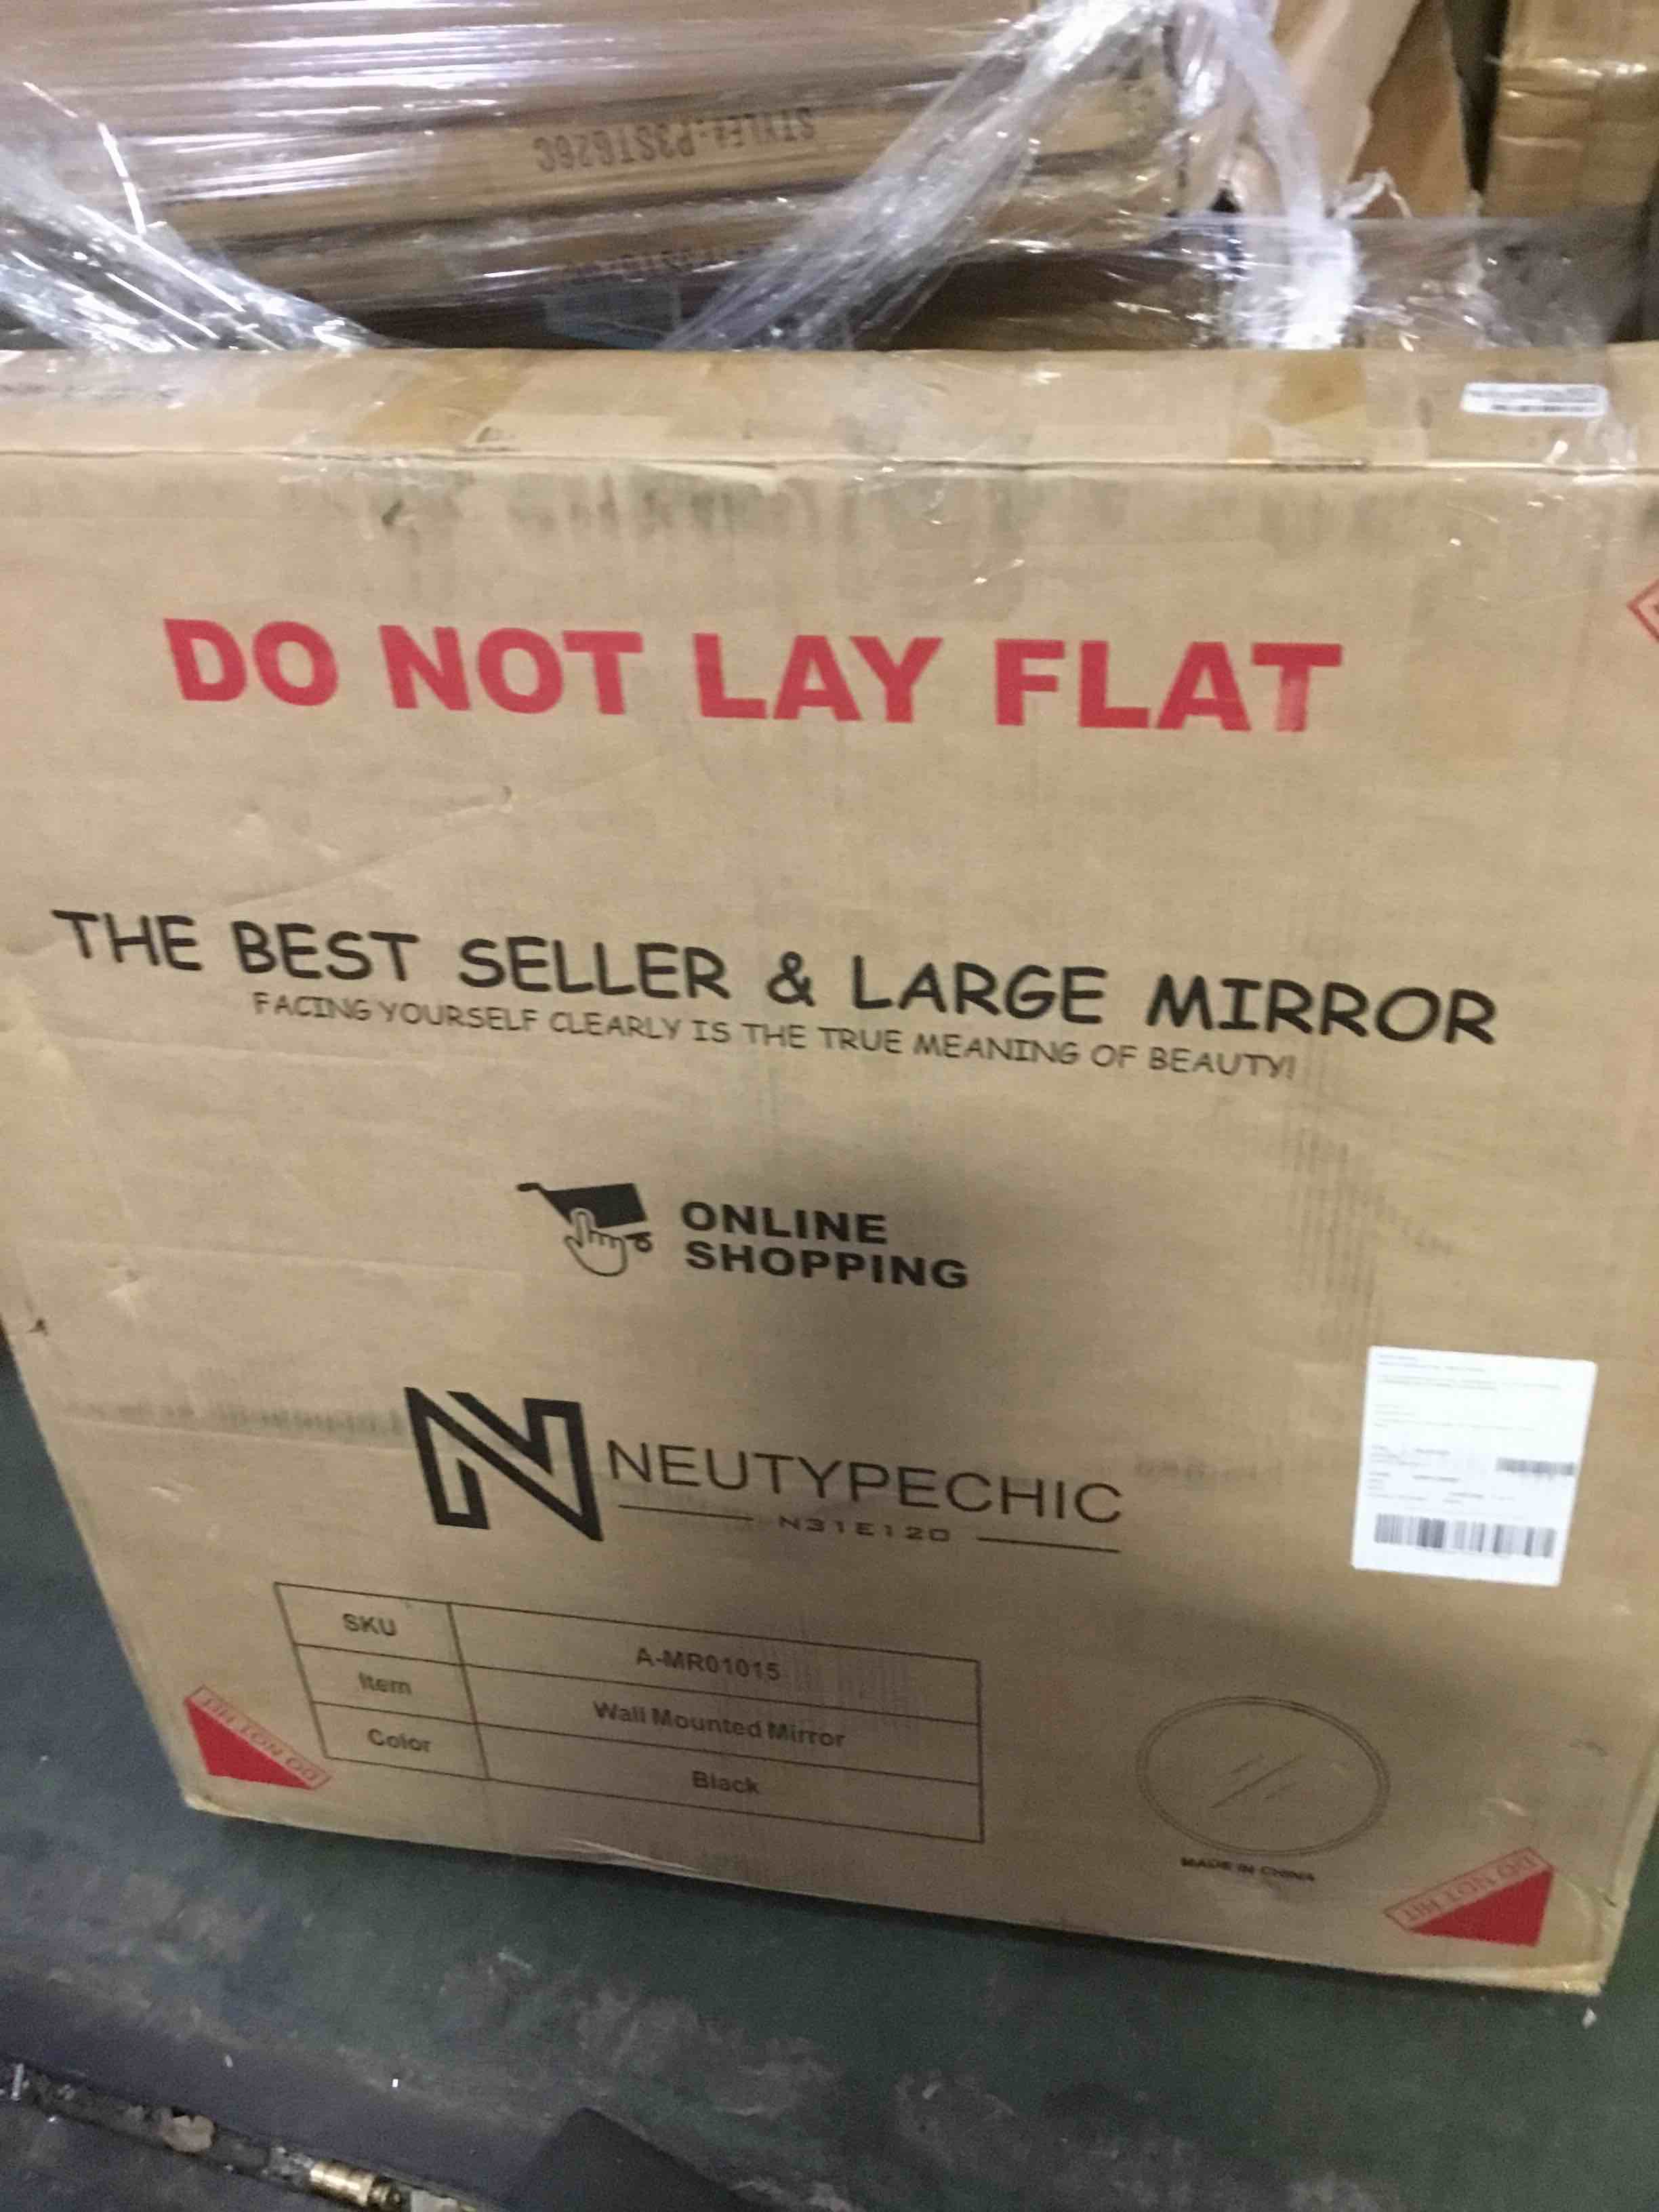 STYLE#:P3STG26C
DO NOT LAY FLAT
THE BEST SELLER & LARGE MIRROR
FACING YOURSELF CLEARLY IS THE TRUE MEANING OF BEAUTY!
ONLINE
SHOPPING
NEUTYPECHIC
N31E120
SKU A-MR01015
Item Wall Mounted Mirror
Color Black
MADE IN CHINA
DO NOT HIT
DO NOT HIT